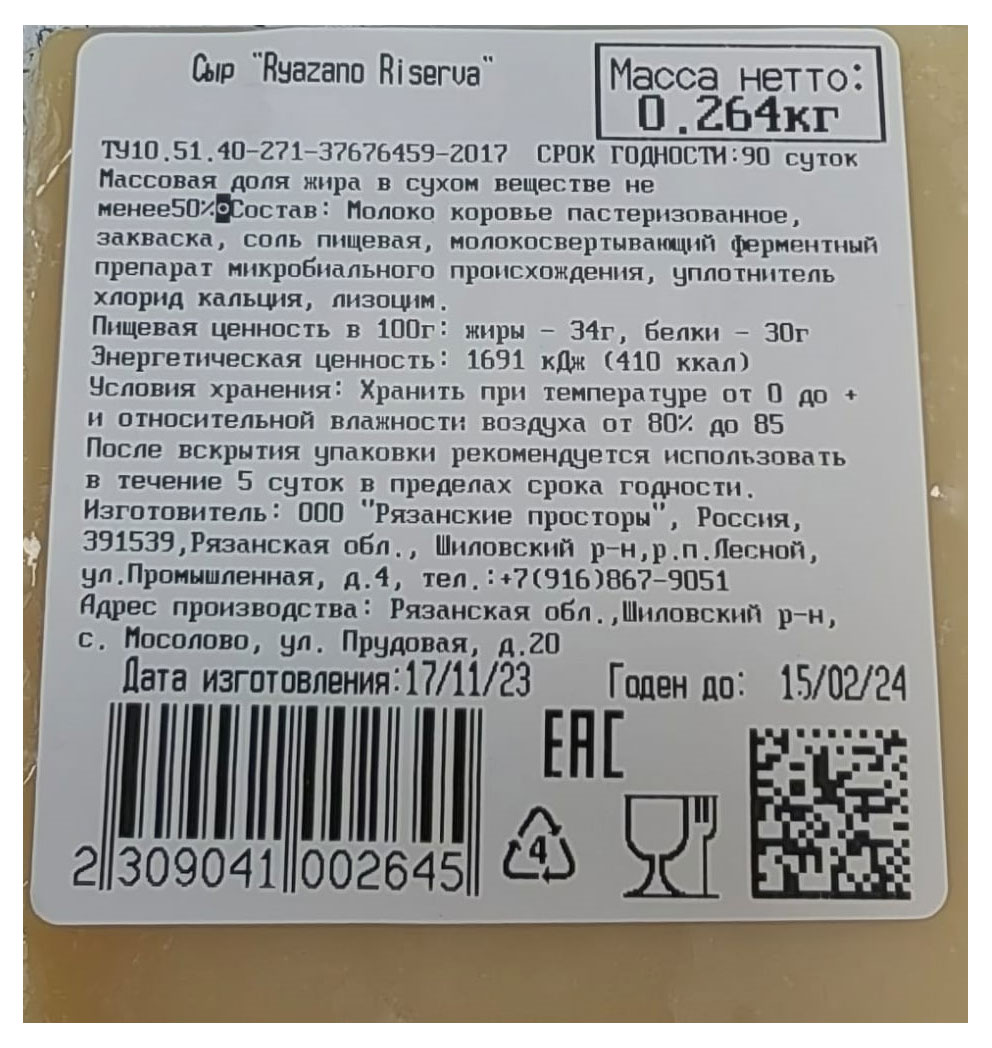 Сыр "Ryazano Riserva"
Масса нетто:
0.264кг
ТУ10.51.40-271-37676459-2017 СРОК ГОДНОСТИ:90 суток
Массовая доля жира в сухом веществе не
менее50% Состав: Молоко коровье пастеризованное,
закваска, соль пищевая, молокосвертывающий ферментный
препарат микробиального происхождения, уплотнитель
хлорид кальция, лизоцим.
Пищевая ценность в 100г: жиры - 34г, белки - 30г
Энергетическая ценность: 1691 кДж (410 ккал)
Условия хранения: Хранить при температуре от 0 до +
и относительной влажности воздуха от 80% до 85
После вскрытия упаковки рекомендуется использовать
в течение 5 суток в пределах срока годности.
Изготовитель: ООО "Рязанские просторы", Россия,
391539,Рязанская обл., Шиловский р-н,р.п.Лесной,
ул.Промышленная, д.4, тел.:+7(916)867-9051
Адрес производства: Рязанская обл.,Шиловский р-н,
с. Мосолово, ул. Прудовая, д.20
Дата изготовления:17/11/23 Годен до: 15/02/24
EAC
4
2 309041 002645